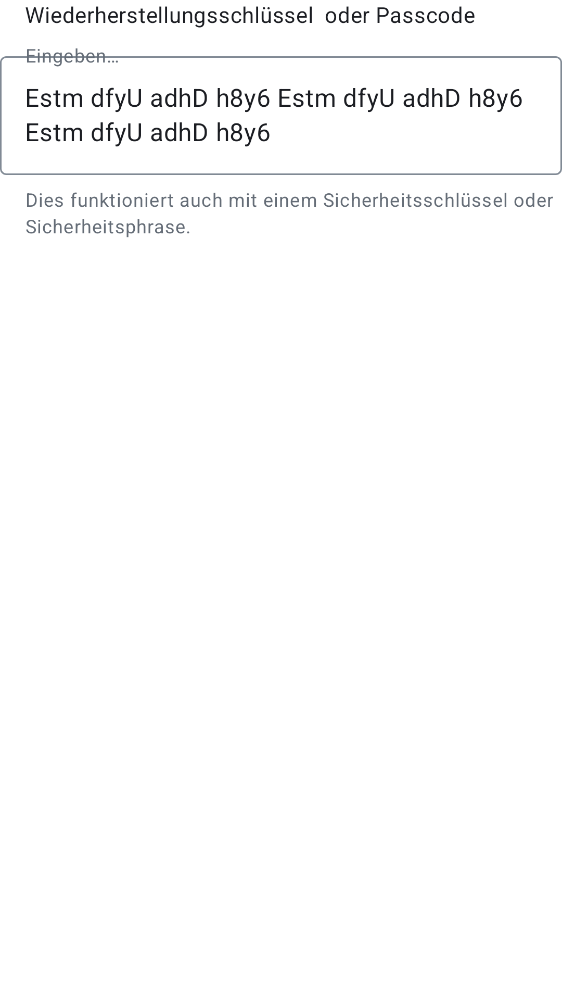 Wiederherstellungsschlüssel  oder Passcode
Eingeben…
Estm dfyU adhD h8y6 Estm dfyU adhD h8y6
Estm dfyU adhD h8y6
Dies funktioniert auch mit einem Sicherheitsschlüssel oder
Sicherheitsphrase.